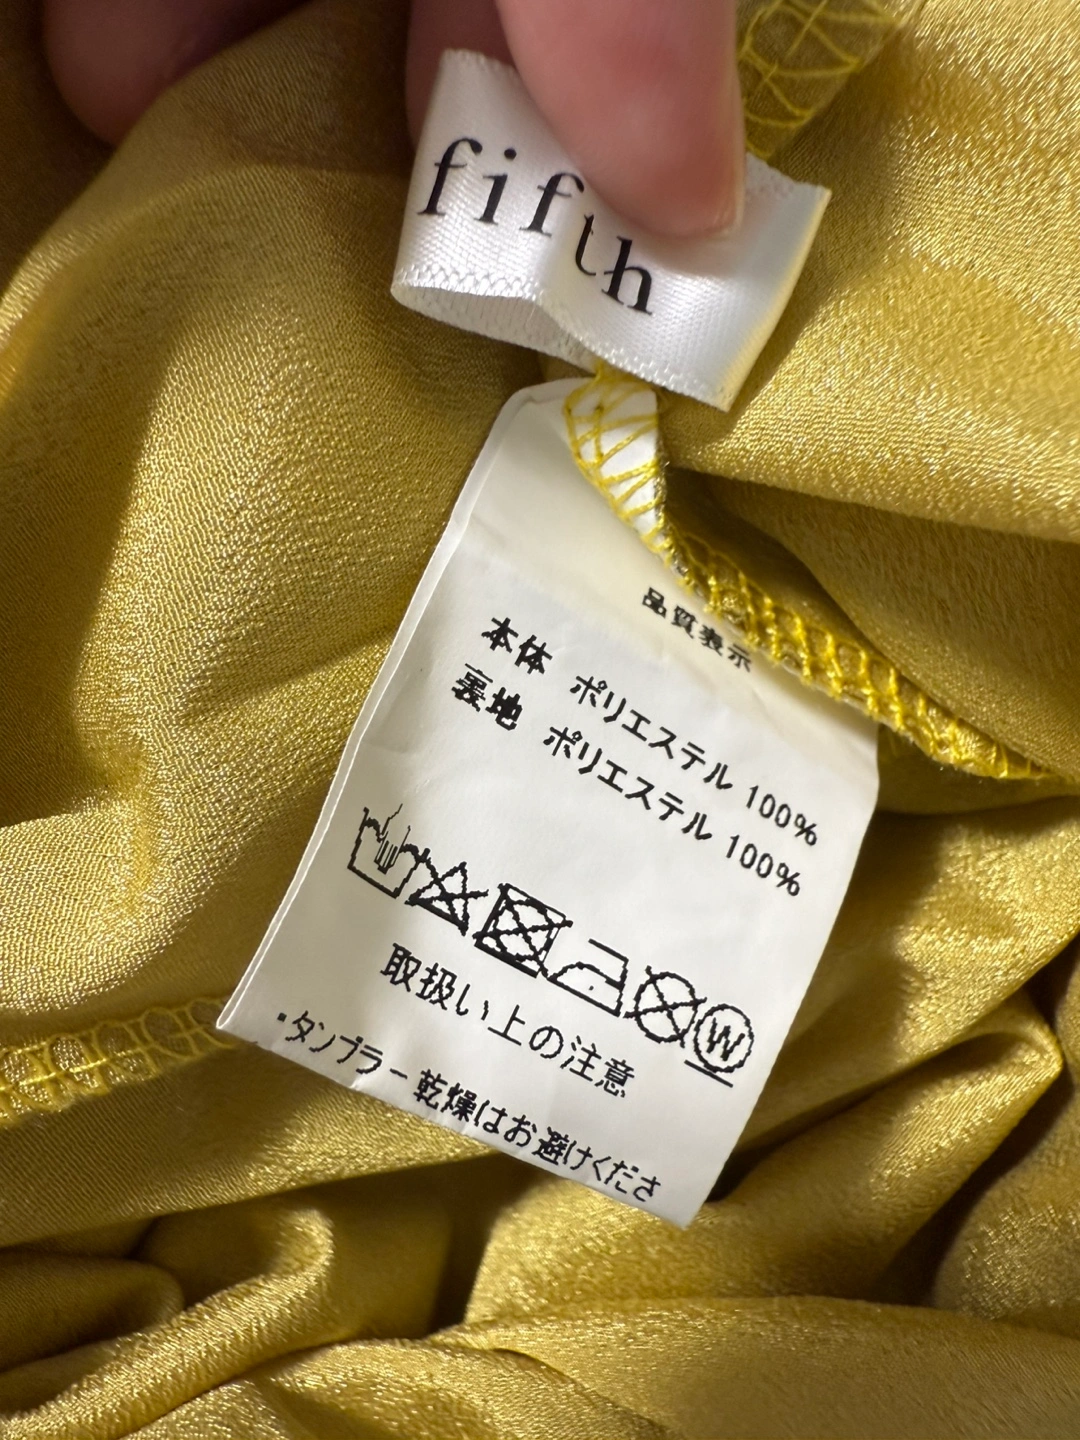 fifth
品質表示
本体 ポリエステル 100%
裏地 ポリエステル 100%
W
取扱い上の注意
・タンブラー乾燥はお避けくださ